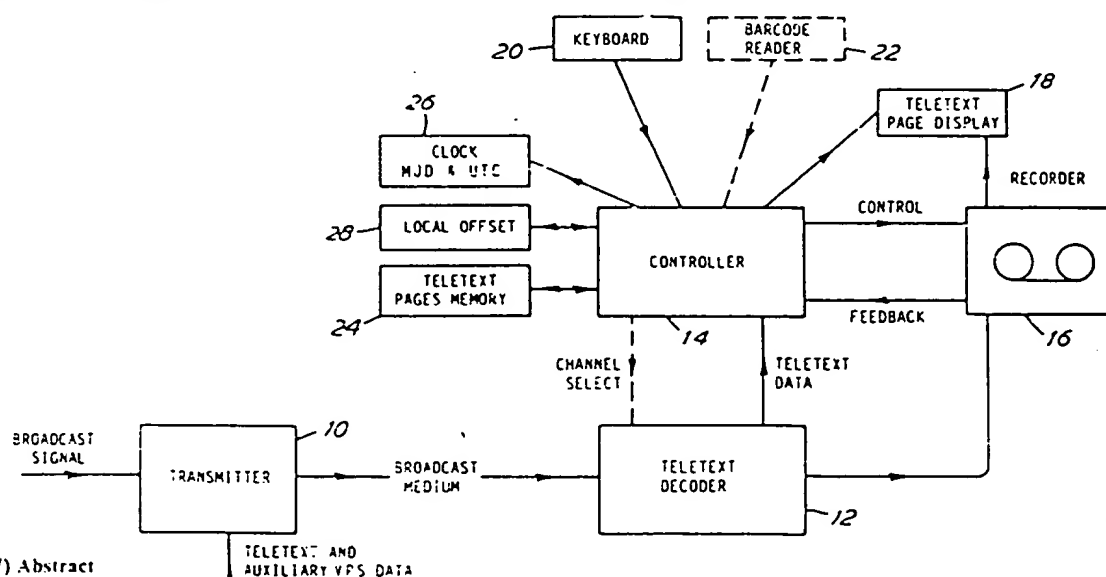 20
KEYBOARD
BARCODE
READER
22
18
TELETEXT
PAGE DISPLAY
26
CLOCK
MJD & UTC
RECORDER
28
LOCAL OFFSET
CONTROL
CONTROLLER
TELETEXT
PAGES MEMORY
24
FEEDBACK
14
16
CHANNEL
SELECT
TELETEXT
DATA
BROADCAST
SIGNAL
10
TRANSMITTER
BROADCAST
MEDIUM
TELETEXT
DECODER
12
) Abstract
TELETEXT AND
AUXILIARY VPS DATA